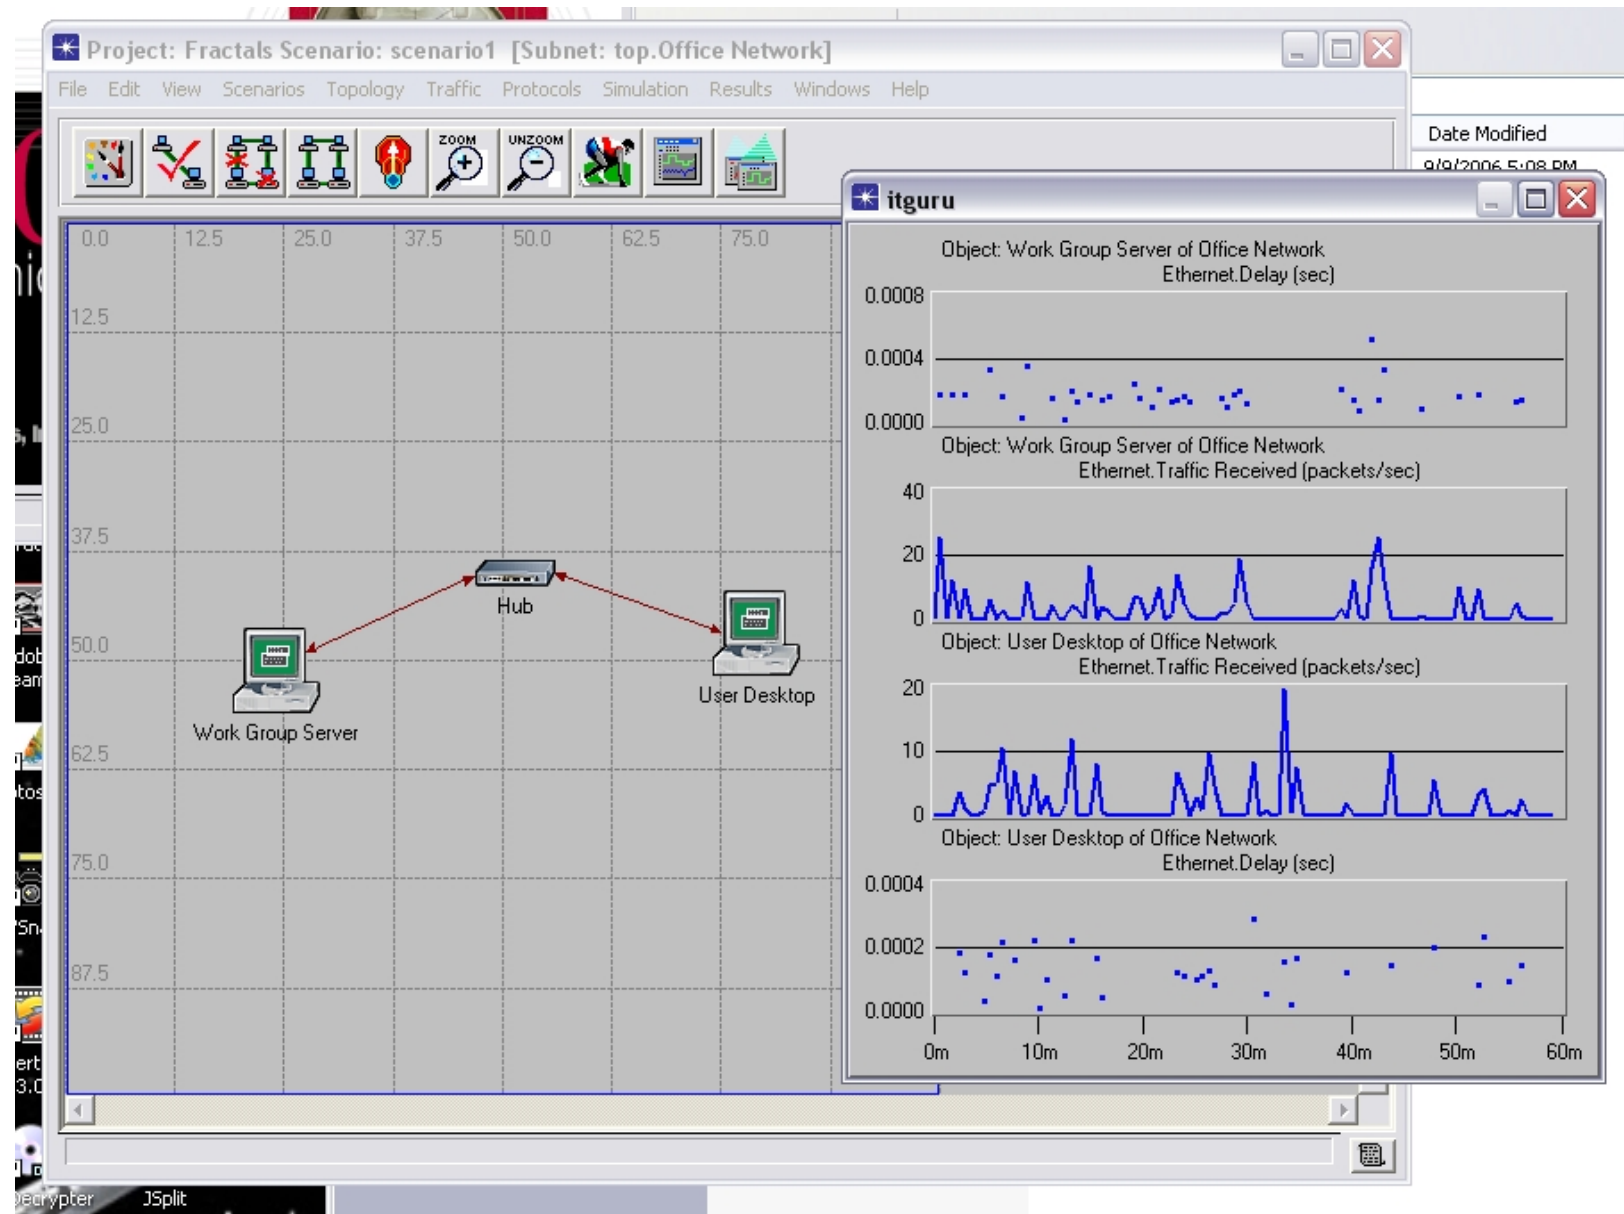 Project: Fractals Scenario: scenario1 [Subnet: top.Office Network]
File Edit View Scenarios Topology Traffic Protocols Simulation Results Windows Help
ZOOM
UNZOOM
Date Modified
9/9/2006 5:08 PM
0.0 12.5 25.0 37.5 50.0 62.5 75.0
12.5
25.0
37.5
50.0
62.5
75.0
87.5
Hub
Work Group Server
User Desktop
itguru
Object: Work Group Server of Office Network
Ethernet.Delay (sec)
0.0008
0.0004
0.0000
Object: Work Group Server of Office Network
Ethernet.Traffic Received (packets/sec)
40
20
0
Object: User Desktop of Office Network
Ethernet.Traffic Received (packets/sec)
20
10
0
Object: User Desktop of Office Network
Ethernet.Delay (sec)
0.0004
0.0002
0.0000
0m 10m 20m 30m 40m 50m 60m
JSplit